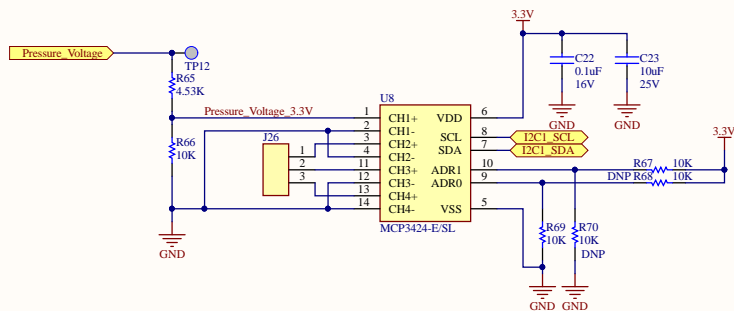 3.3V
Pressure_Voltage
TP12
R65
4.53K
C22
0.1uF
16V
C23
10uF
25V
GND
GND
U8
Pressure_Voltage_3.3V
1 CH1+ VDD 6
2 CH1-
3 CH2+ SCL 8 I2C1_SCL
4 CH2- SDA 7 I2C1_SDA
11 CH3+ ADR1 10
12 CH3- ADR0 9
13 CH4+
14 CH4- VSS 5
MCP3424-E/SL
R66
10K
J26
1
2
3
GND
3.3V
R67 10K
DNP R68 10K
R69
10K
R70
10K
DNP
GND
GND